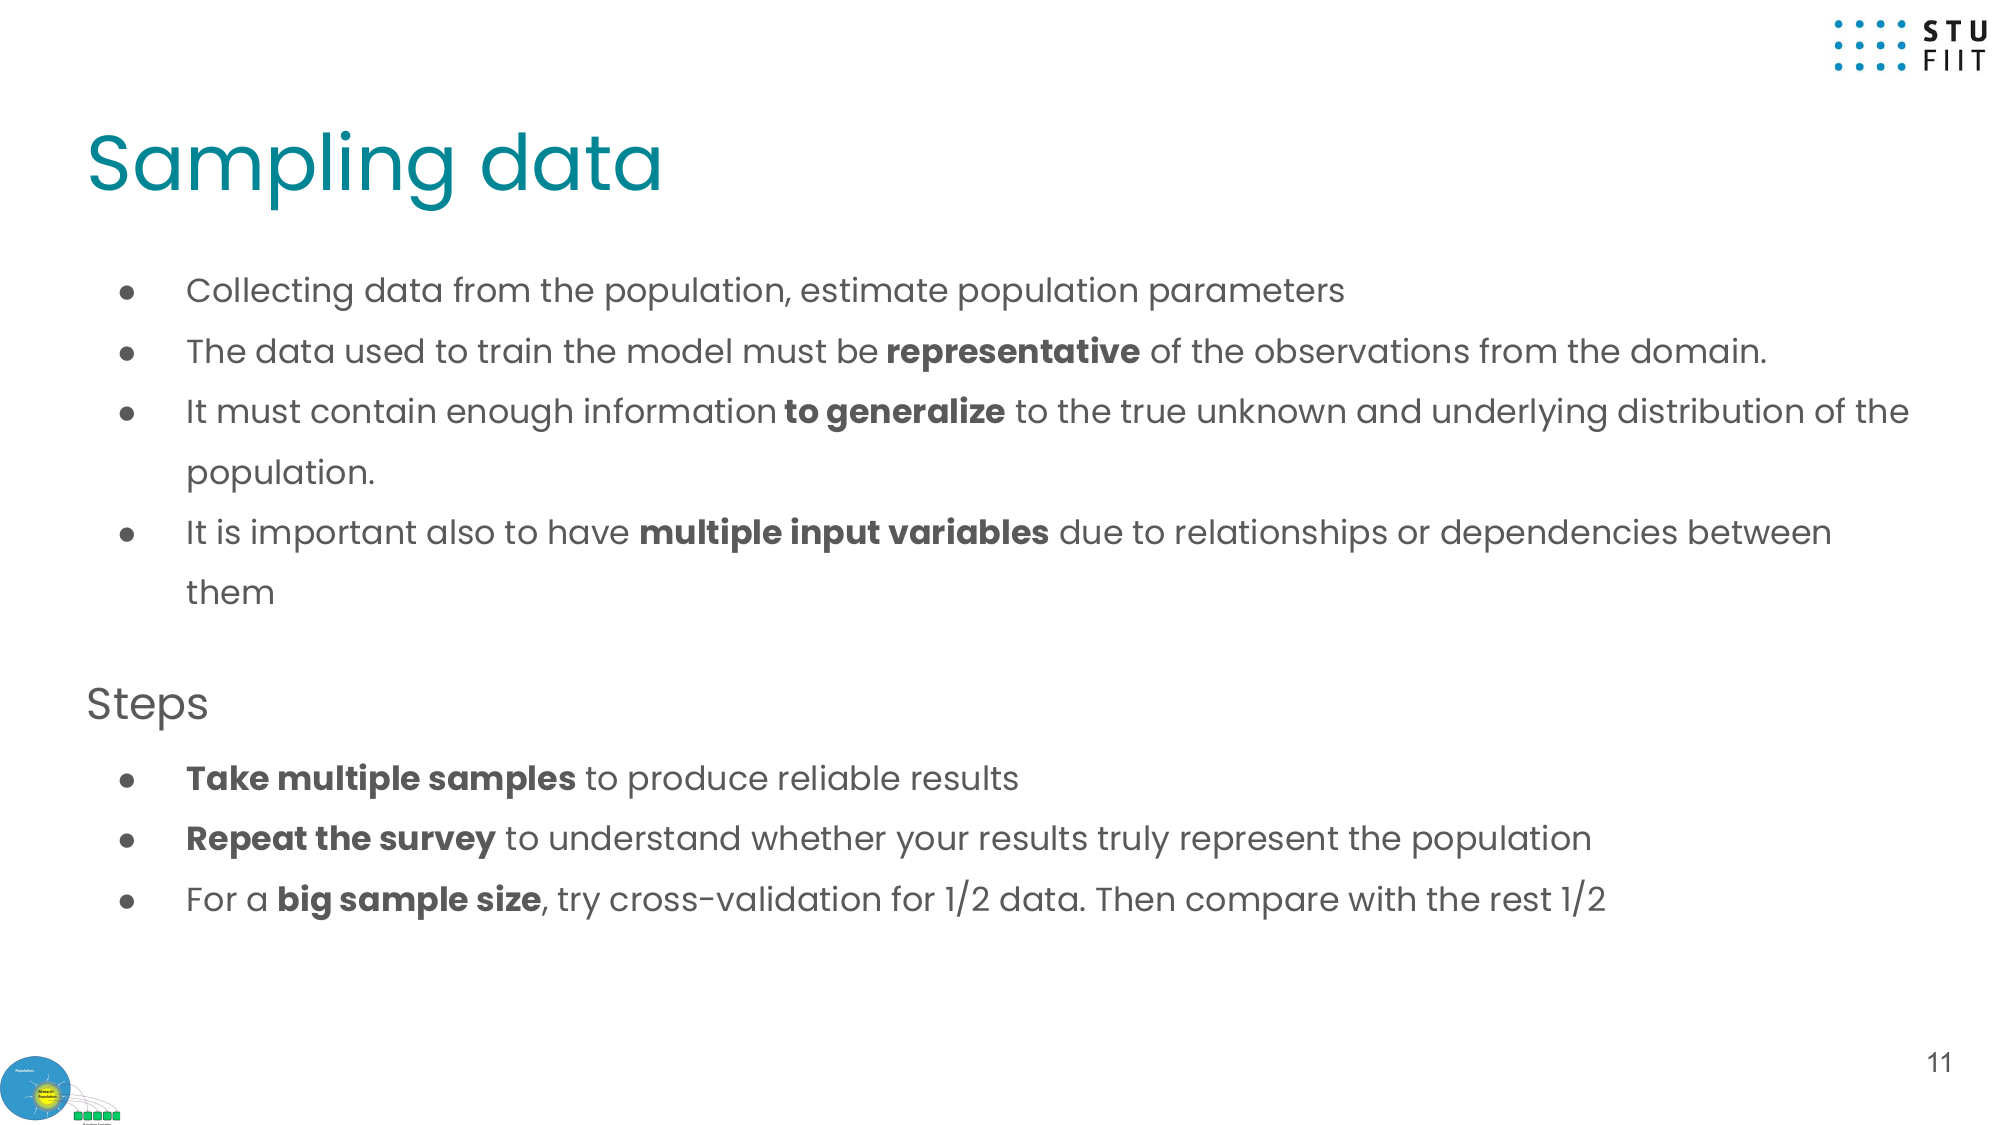 STU
FIIT
Sampling data
● Collecting data from the population, estimate population parameters
● The data used to train the model must be representative of the observations from the domain.
● It must contain enough information to generalize to the true unknown and underlying distribution of the
population.
● It is important also to have multiple input variables due to relationships or dependencies between
them
Steps
● Take multiple samples to produce reliable results
● Repeat the survey to understand whether your results truly represent the population
● For a big sample size, try cross-validation for 1/2 data. Then compare with the rest 1/2
Population
Research
Population
11